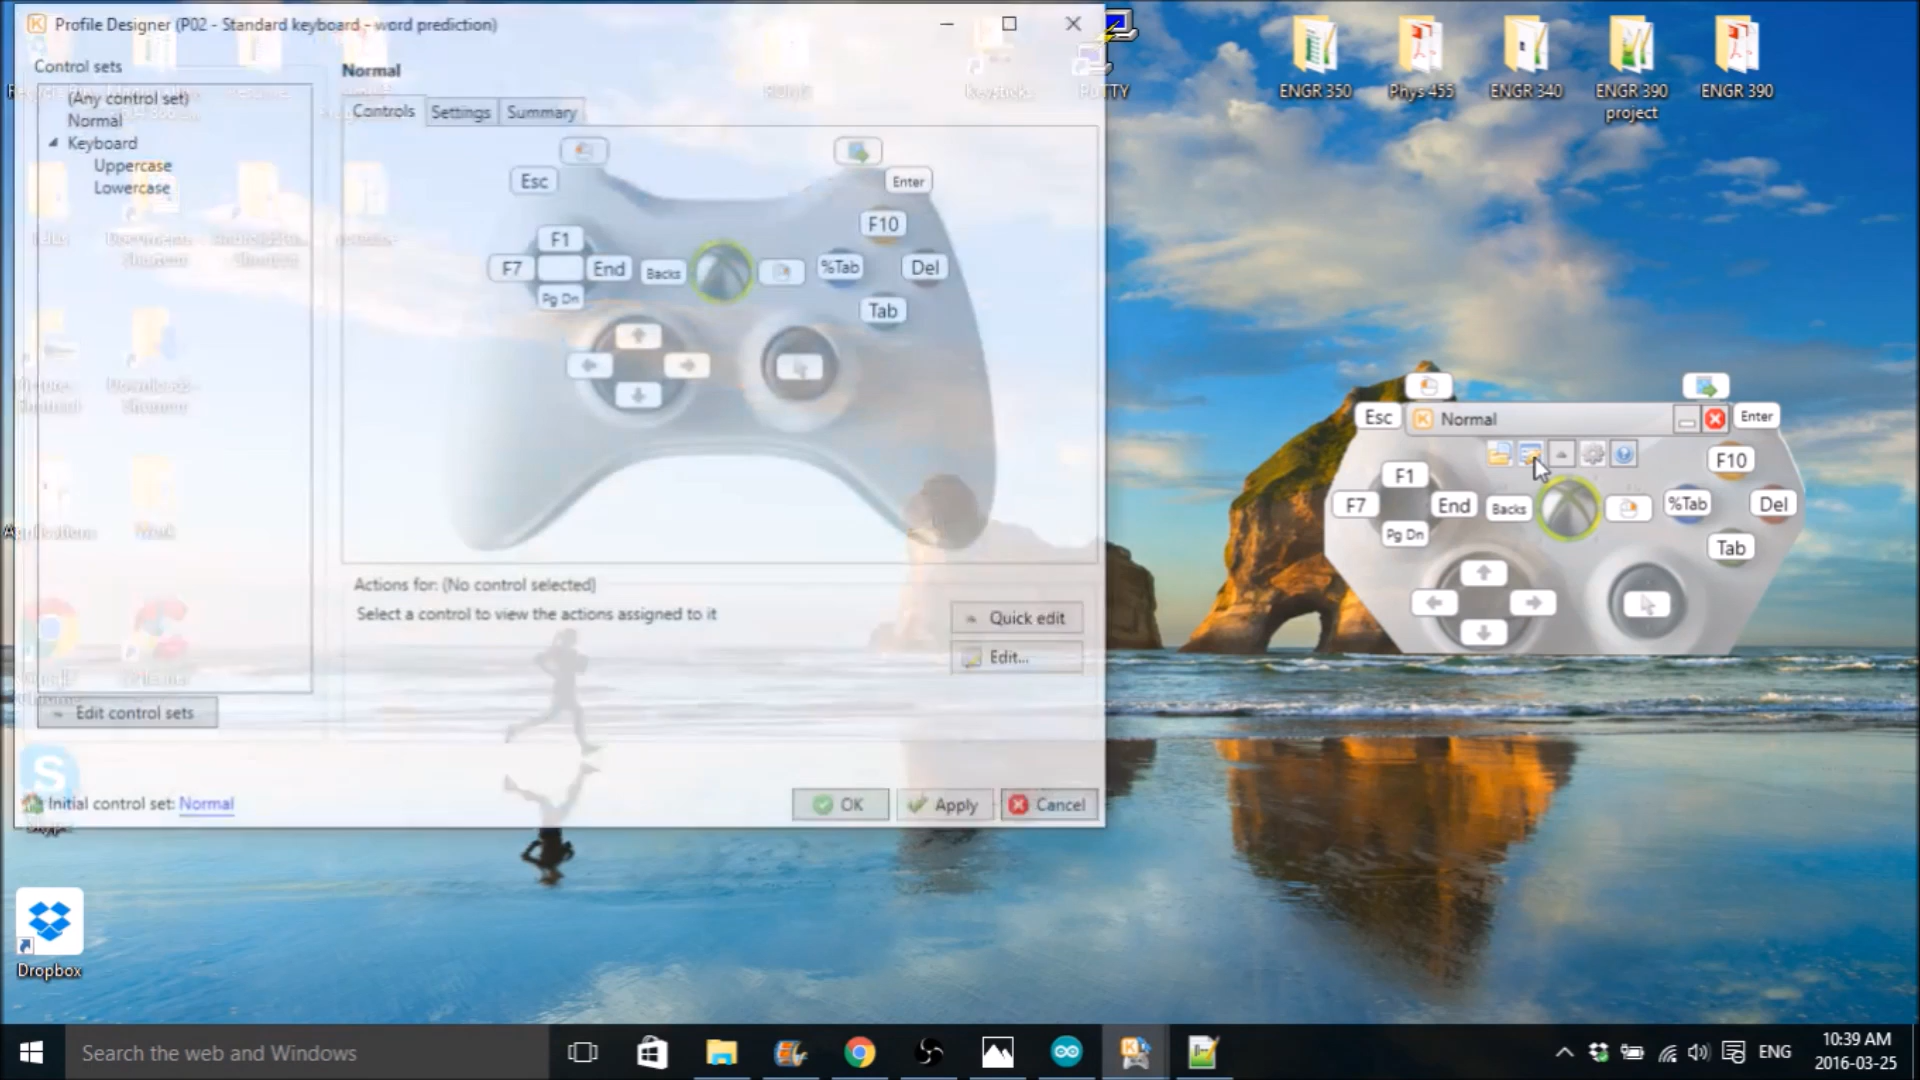 Profile Designer (P02 - Standard keyboard - word prediction)
Control sets
(Any control set)
Normal
Keyboard
Uppercase
Lowercase
Edit control sets
Normal
Controls
Settings
Summary
Esc
Enter
F1
F10
F7
End
Backs
%Tab
Del
Pg Dn
Tab
Actions for: (No control selected)
Select a control to view the actions assigned to it
Quick edit
Edit...
Initial control set: Normal
OK
Apply
Cancel
Keysticks
PuTTY
ENGR 350
Phys 455
ENGR 340
ENGR 390
project
ENGR 390
Esc
Normal
Enter
F1
F10
F7
End
Backs
%Tab
Del
Pg Dn
Tab
Applications
Work
Skype
Dropbox
Search the web and Windows
ENG
10:39 AM
2016-03-25